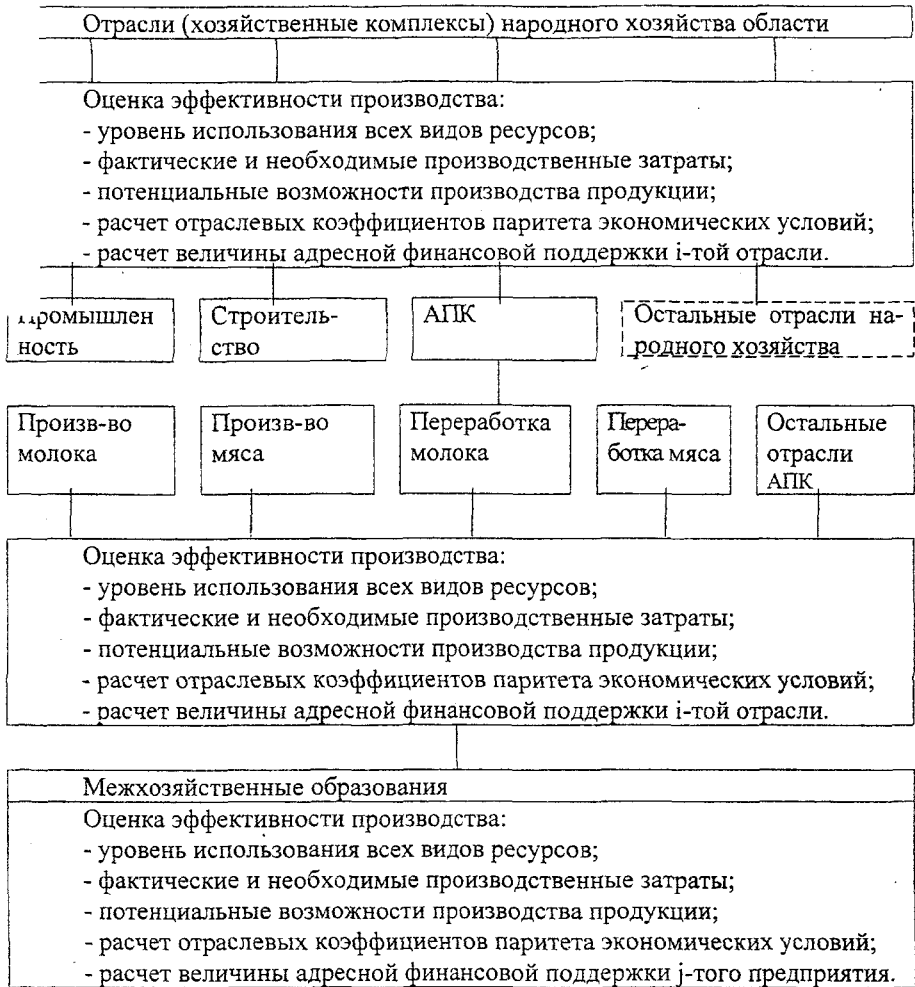 Отрасли (хозяйственные комплексы) народного хозяйства области
Оценка эффективности производства:
- уровень использования всех видов ресурсов;
- фактические и необходимые производственные затраты;
- потенциальные возможности производства продукции;
- расчет отраслевых коэффициентов паритета экономических условий;
- расчет величины адресной финансовой поддержки i-той отрасли.
Промышлен
ность
Строитель-
ство
АПК
Остальные отрасли на-
родного хозяйства
Произв-во
молока
Произв-во
мяса
Переработка
молока
Перера-
ботка мяса
Остальные
отрасли
АПК
Оценка эффективности производства:
- уровень использования всех видов ресурсов;
- фактические и необходимые производственные затраты;
- потенциальные возможности производства продукции;
- расчет отраслевых коэффициентов паритета экономических условий;
- расчет величины адресной финансовой поддержки i-той отрасли.
Межхозяйственные образования
Оценка эффективности производства:
- уровень использования всех видов ресурсов;
- фактические и необходимые производственные затраты;
- потенциальные возможности производства продукции;
- расчет отраслевых коэффициентов паритета экономических условий;
- расчет величины адресной финансовой поддержки j-того предприятия.